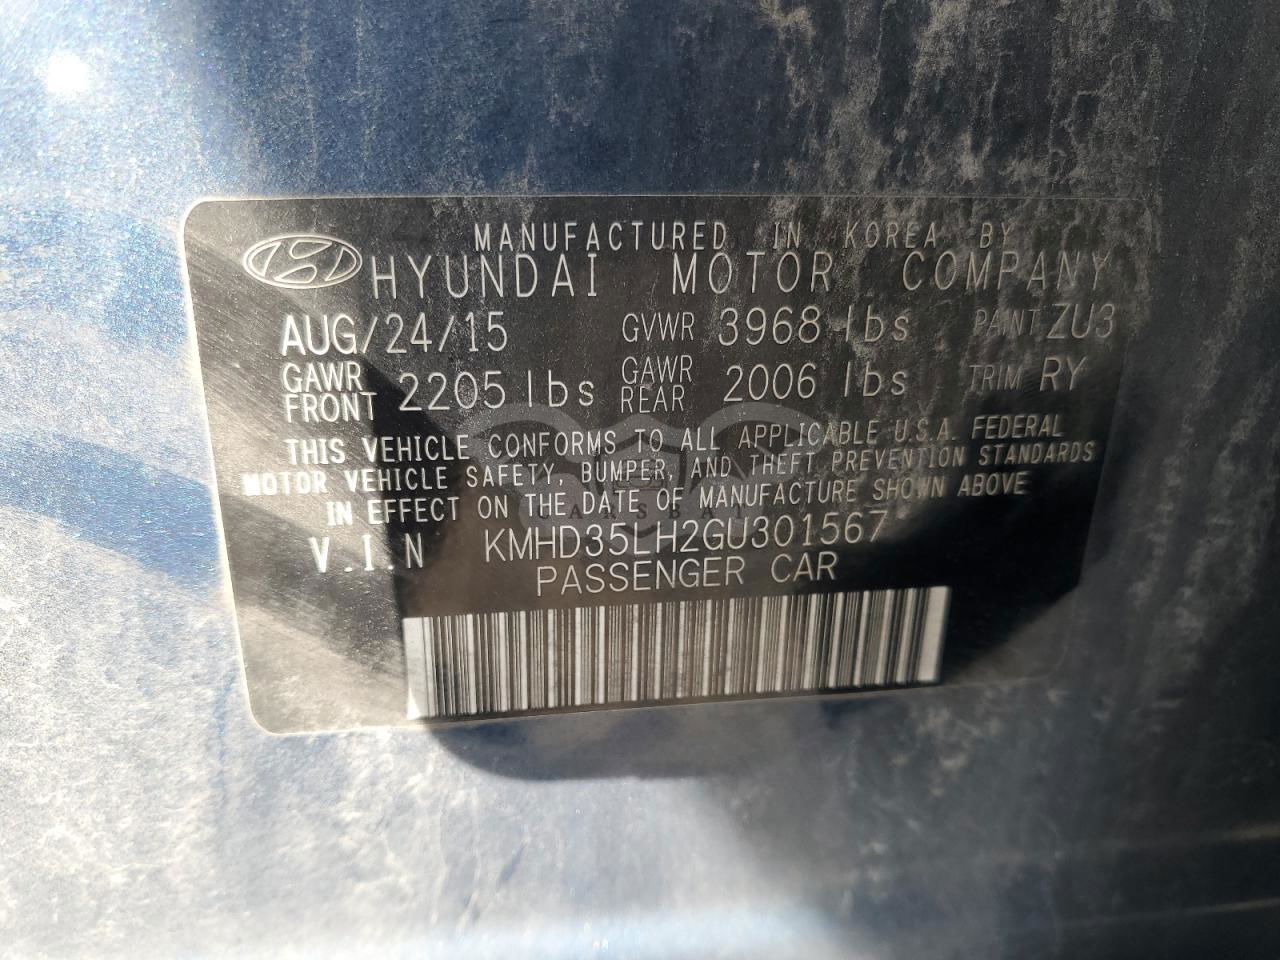 MANUFACTURED IN KOREA BY
HYUNDAI MOTOR COMPANY
AUG/24/15 GVWR 3968 lbs PAINT ZU3
GAWR FRONT 2205 lbs GAWR REAR 2006 lbs TRIM RY
THIS VEHICLE CONFORMS TO ALL APPLICABLE U.S.A. FEDERAL
MOTOR VEHICLE SAFETY, BUMPER, AND THEFT PREVENTION STANDARDS
IN EFFECT ON THE DATE OF MANUFACTURE SHOWN ABOVE
CARSBAT
V.I.N KMHD35LH2GU301567
PASSENGER CAR